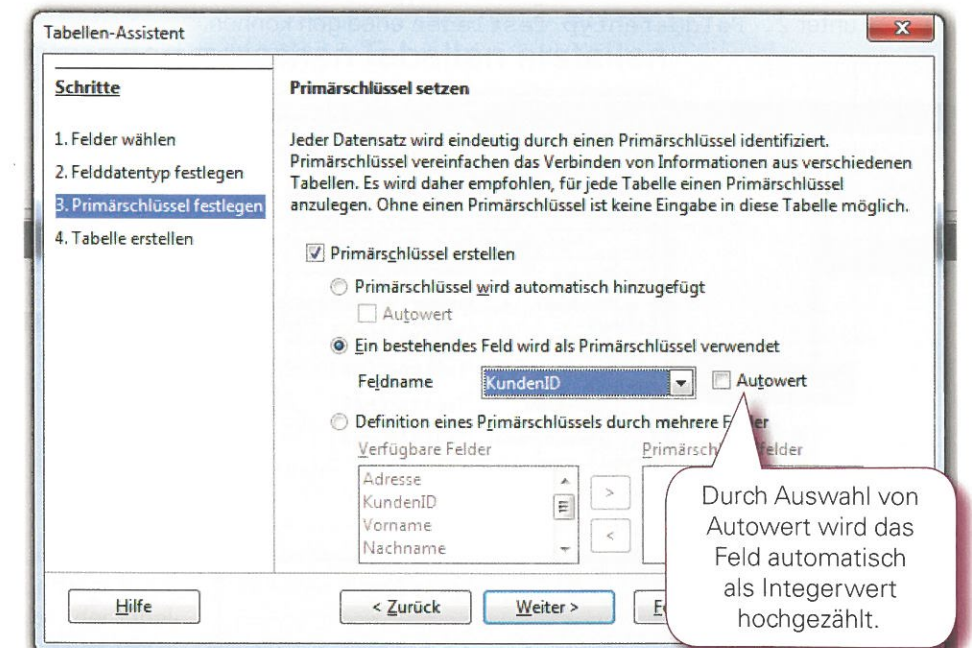 Tabellen-Assistent
Schritte
1. Felder wählen
2. Felddatentyp festlegen
3. Primärschlüssel festlegen
4. Tabelle erstellen
Primärschlüssel setzen
Jeder Datensatz wird eindeutig durch einen Primärschlüssel identifiziert.
Primärschlüssel vereinfachen das Verbinden von Informationen aus verschiedenen
Tabellen. Es wird daher empfohlen, für jede Tabelle einen Primärschlüssel
anzulegen. Ohne einen Primärschlüssel ist keine Eingabe in diese Tabelle möglich.
Primärschlüssel erstellen
Primärschlüssel wird automatisch hinzugefügt
Autowert
Ein bestehendes Feld wird als Primärschlüssel verwendet
Feldname KundenID Autowert
Definition eines Primärschlüssels durch mehrere
Verfügbare Felder
Adresse
KundenID
Vorname
Nachname
>
<
Durch Auswahl von
Autowert wird das
Feld automatisch
als Integerwert
hochgezählt.
Hilfe
< Zurück
Weiter >